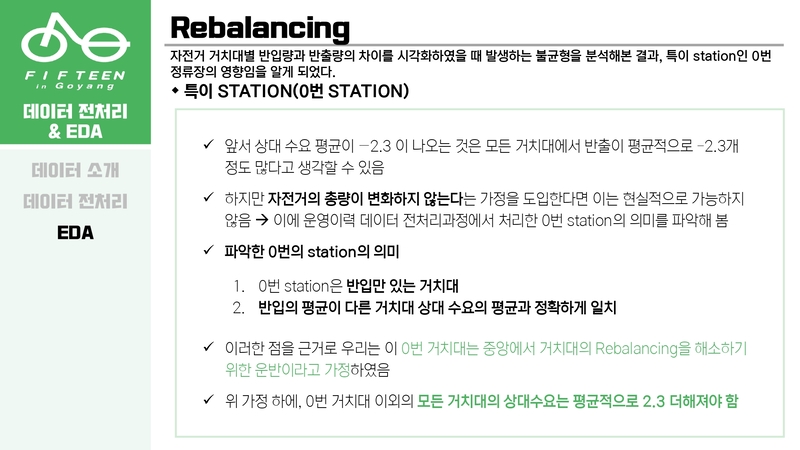 FIFTEEN
in Goyang
데이터 전처리
& EDA
데이터 소개
데이터 전처리
EDA
Rebalancing
자전거 거치대별 반입량과 반출량의 차이를 시각화하였을 때 발생하는 불균형을 분석해본 결과, 특이 station인 0번
정류장의 영향임을 알게 되었다.
◆ 특이 STATION(0번 STATION)
✓ 앞서 상대 수요 평균이 −2.3 이 나오는 것은 모든 거치대에서 반출이 평균적으로 -2.3개
정도 많다고 생각할 수 있음
✓ 하지만 자전거의 총량이 변화하지 않는다는 가정을 도입한다면 이는 현실적으로 가능하지
않음 → 이에 운영이력 데이터 전처리과정에서 처리한 0번 station의 의미를 파악해 봄
✓ 파악한 0번의 station의 의미
1. 0번 station은 반입만 있는 거치대
2. 반입의 평균이 다른 거치대 상대 수요의 평균과 정확하게 일치
✓ 이러한 점을 근거로 우리는 이 0번 거치대는 중앙에서 거치대의 Rebalancing을 해소하기
위한 운반이라고 가정하였음
✓ 위 가정 하에, 0번 거치대 이외의 모든 거치대의 상대수요는 평균적으로 2.3 더해져야 함